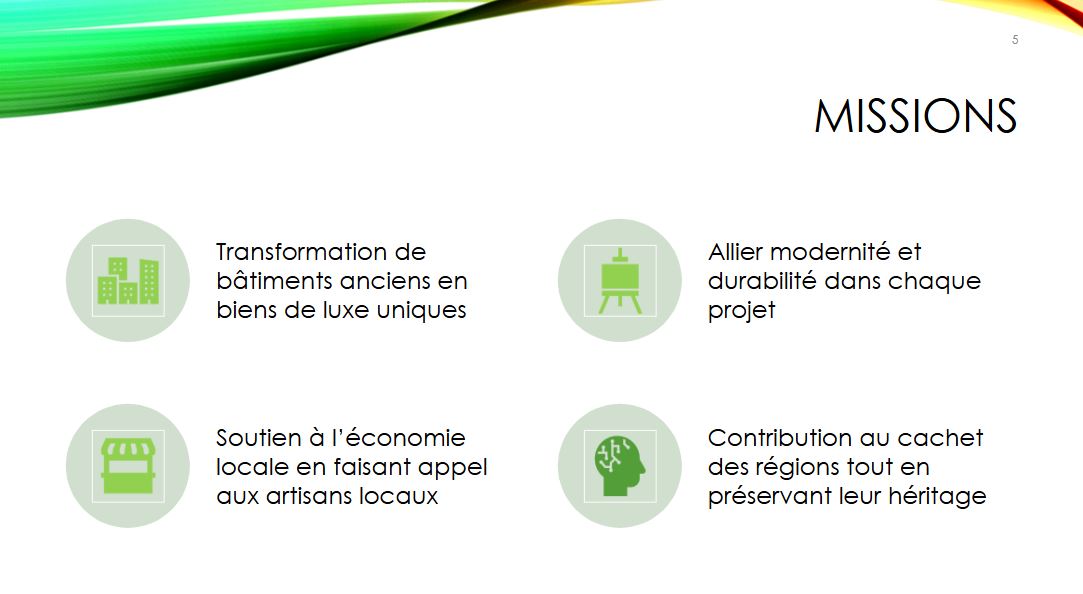 5
MISSIONS
Transformation de
bâtiments anciens en
biens de luxe uniques
Allier modernité et
durabilité dans chaque
projet
Soutien à l’économie
locale en faisant appel
aux artisans locaux
Contribution au cachet
des régions tout en
préservant leur héritage